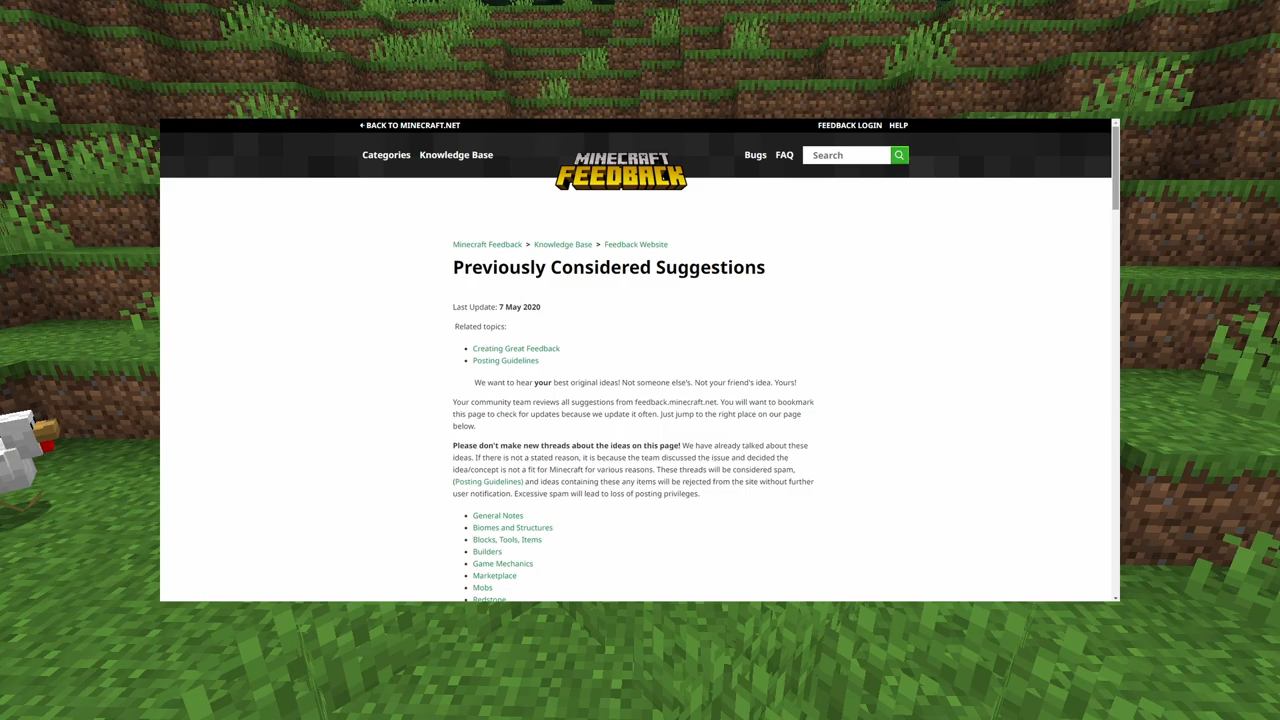 BACK TO MINECRAFT.NET
FEEDBACK LOGIN HELP
Categories Knowledge Base
MINECRAFT
FEEDBACK
Bugs FAQ Search
Minecraft Feedback > Knowledge Base > Feedback Website
Previously Considered Suggestions
Last Update: 7 May 2020
Related topics:
• Creating Great Feedback
• Posting Guidelines
We want to hear your best original ideas! Not someone else's. Not your friend's idea. Yours!
Your community team reviews all suggestions from feedback.minecraft.net. You will want to bookmark
this page to check for updates because we update it often. Just jump to the right place on our page
below.
Please don't make new threads about the ideas on this page! We have already talked about these
ideas. If there is not a stated reason, it is because the team discussed the issue and decided the
idea/concept is not a fit for Minecraft for various reasons. These threads will be considered spam,
(Posting Guidelines) and ideas containing these any items will be rejected from the site without further
user notification. Excessive spam will lead to loss of posting privileges.
• General Notes
• Biomes and Structures
• Blocks, Tools, Items
• Builders
• Game Mechanics
• Marketplace
• Mobs
• Redstone